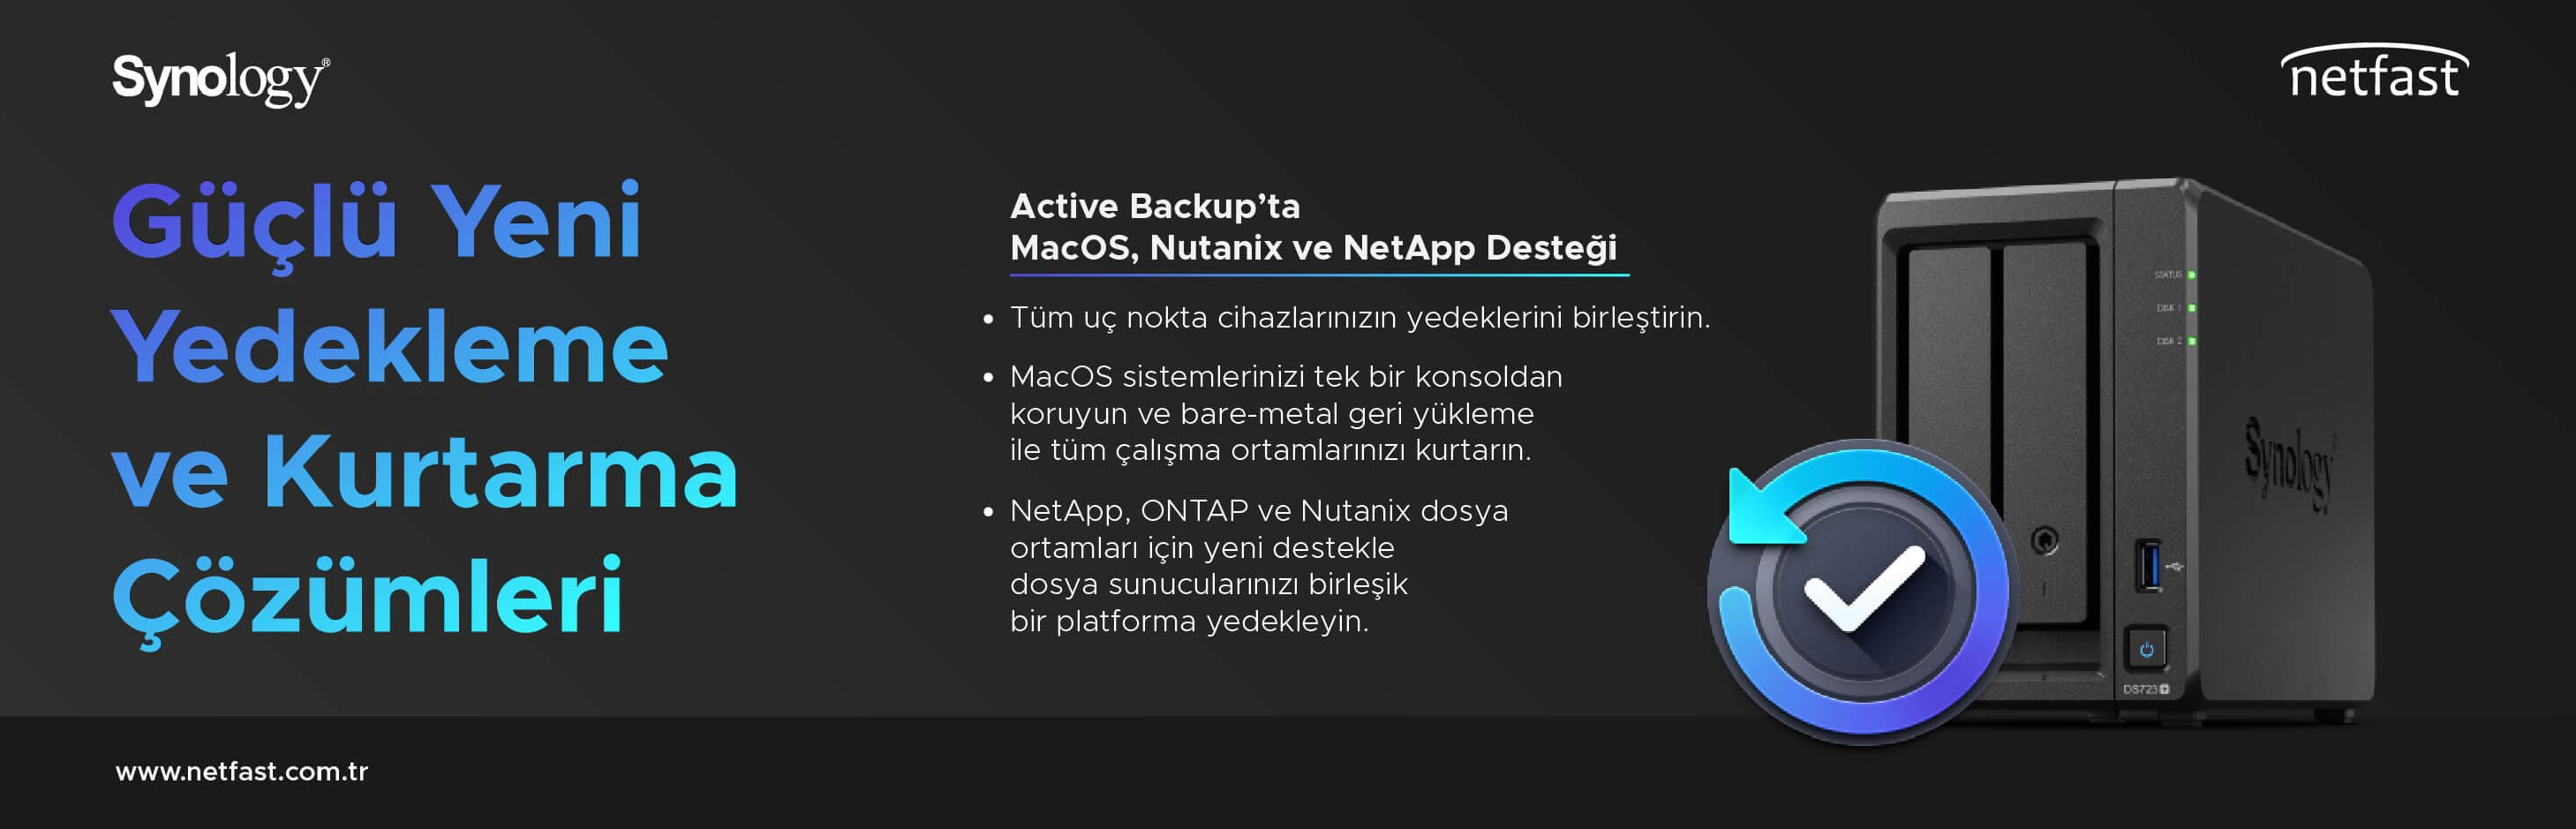 Synology®
netfast
Güçlü Yeni
Yedekleme
ve Kurtarma
Çözümleri
Active Backup’ta
MacOS, Nutanix ve NetApp Desteği
• Tüm uç nokta cihazlarınızın yedeklerini birleştirin.
• MacOS sistemlerinizi tek bir konsoldan
koruyun ve bare-metal geri yükleme
ile tüm çalışma ortamlarınızı kurtarın.
• NetApp, ONTAP ve Nutanix dosya
ortamları için yeni destekle
dosya sunucularınızı birleşik
bir platforma yedekleyin.
STATUS
DISK 1
DISK 2
Synology
DS723+
www.netfast.com.tr